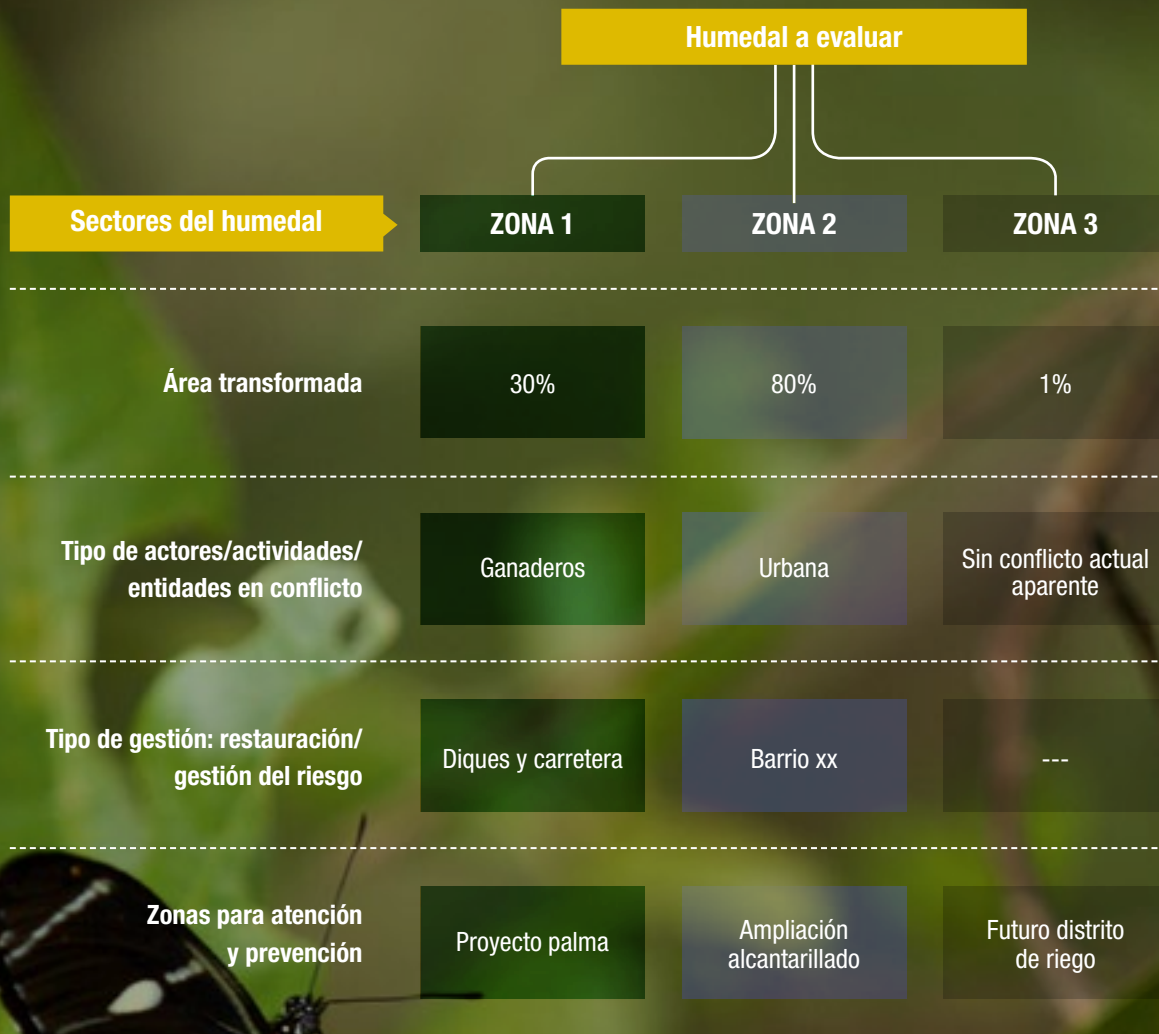 Humedal a evaluar
Sectores del humedal
ZONA 1
ZONA 2
ZONA 3
Área transformada
30%
80%
1%
Tipo de actores/actividades/
entidades en conflicto
Ganaderos
Urbana
Sin conflicto actual
aparente
Tipo de gestión: restauración/
gestión del riesgo
Diques y carretera
Barrio xx
---
Zonas para atención
y prevención
Proyecto palma
Ampliación
alcantarillado
Futuro distrito
de riego